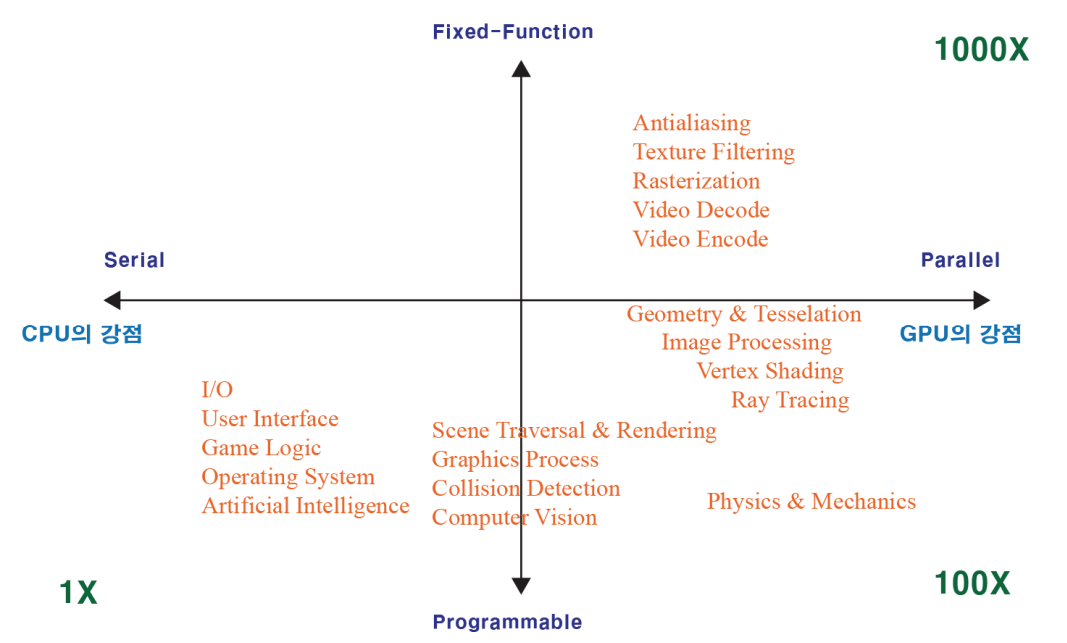 Fixed-Function
1000X
Antialiasing
Texture Filtering
Rasterization
Video Decode
Video Encode
Serial
Parallel
CPU의 강점
GPU의 강점
Geometry & Tesselation
Image Processing
Vertex Shading
Ray Tracing
I/O
User Interface
Game Logic
Operating System
Artificial Intelligence
Scene Traversal & Rendering
Graphics Process
Collision Detection
Computer Vision
Physics & Mechanics
1X
100X
Programmable